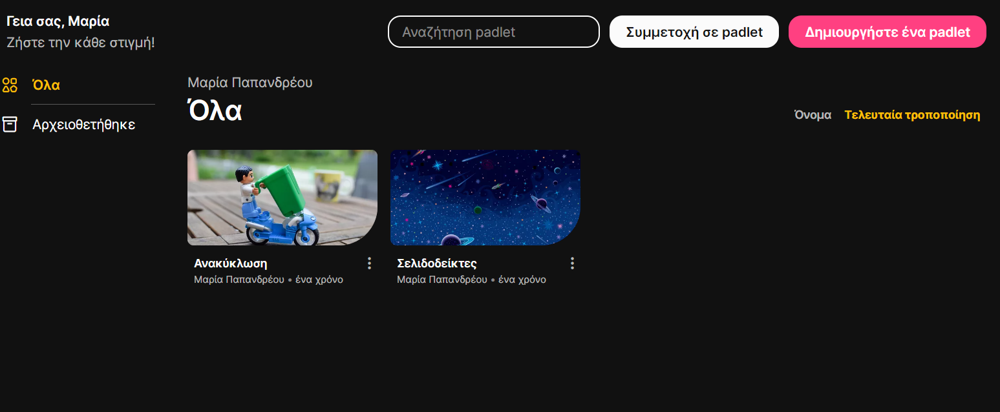 Γεια σας, Μαρία
Ζήστε την κάθε στιγμή!
Αναζήτηση padlet
Συμμετοχή σε padlet
Δημιουργήστε ένα padlet
Όλα
Αρχειοθετήθηκε
Μαρία Παπανδρέου
Όλα
Όνομα
Τελευταία τροποποίηση
Ανακύκλωση
Μαρία Παπανδρέου • ένα χρόνο
Σελιδοδείκτες
Μαρία Παπανδρέου • ένα χρόνο